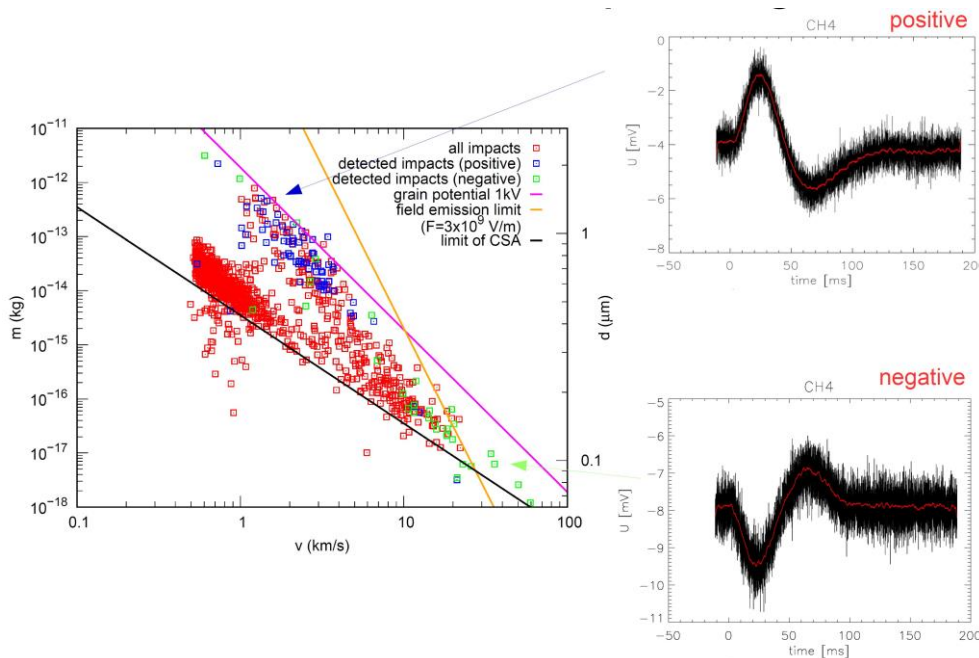 all impacts
detected impacts (positive)
detected impacts (negative)
grain potential 1kV
field emission limit
(F=3x10⁹ V/m)
limit of CSA
10⁻¹¹
10⁻¹²
10⁻¹³
10⁻¹⁴
10⁻¹⁵
10⁻¹⁶
10⁻¹⁷
10⁻¹⁸
m (kg)
0.1
1
10
100
v (km/s)
1
0.1
d (μm)
positive
CH4
0
−2
−4
−6
−8
U [mV]
−50
0
50
100
150
200
time [ms]
negative
CH4
−5
−6
−7
−8
−9
−10
−11
U [mV]
−50
0
50
100
150
200
time [ms]